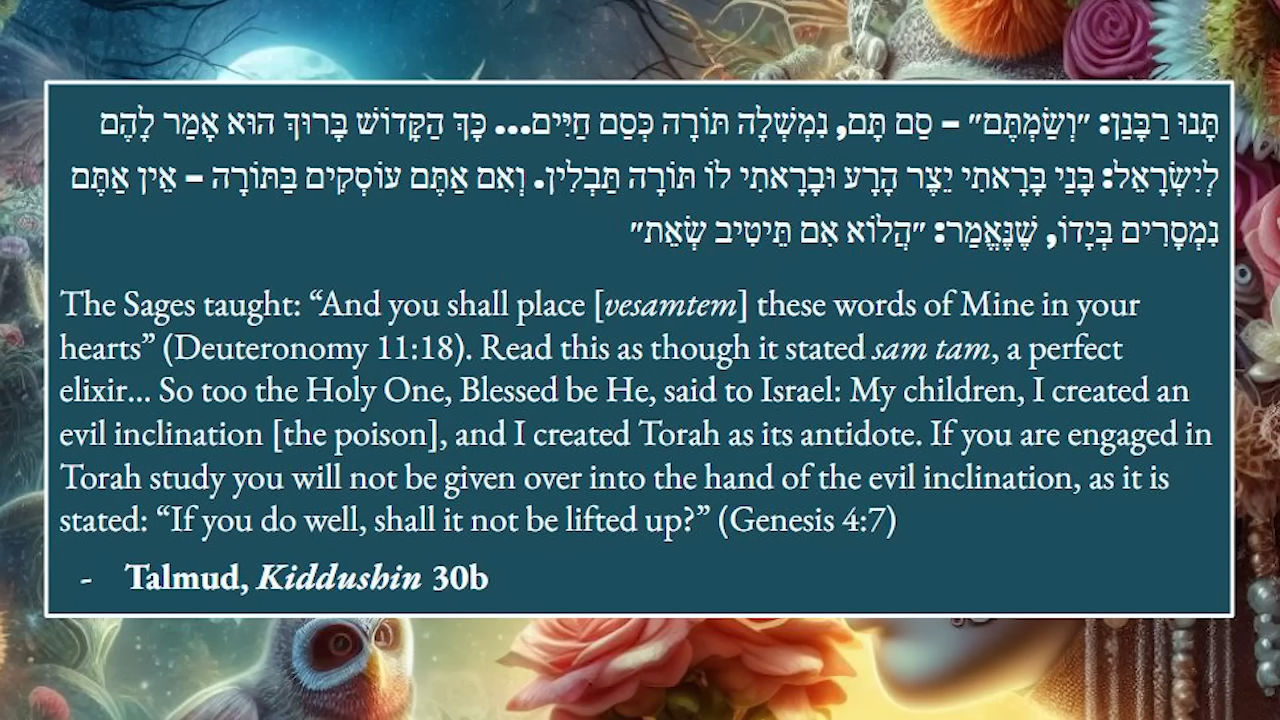 תָּנוּ רַבָּנַן: ״וְשַׂמְתֶּם״ – סַם תָּם, נִמְשְׁלָה תּוֹרָה כְּסַם חַיִּים... כָּךְ הַקָּדוֹשׁ בָּרוּךְ הוּא אָמַר לָהֶם
לְיִשְׂרָאֵל: בָּנַי בָּרָאתִי יֵצֶר הָרָע וּבָרָאתִי לוֹ תּוֹרָה תַּבְלִין. וְאִם אַתֶּם עוֹסְקִים בַּתּוֹרָה – אֵין אַתֶּם
נִמְסָרִים בְּיָדוֹ, שֶׁנֶּאֱמַר: ״הֲלוֹא אִם תֵּיטִיב שְׂאֵת״
The Sages taught: “And you shall place [vesamtem] these words of Mine in your
hearts” (Deuteronomy 11:18). Read this as though it stated sam tam, a perfect
elixir... So too the Holy One, Blessed be He, said to Israel: My children, I created an
evil inclination [the poison], and I created Torah as its antidote. If you are engaged in
Torah study you will not be given over into the hand of the evil inclination, as it is
stated: “If you do well, shall it not be lifted up?” (Genesis 4:7)
- Talmud, Kiddushin 30b